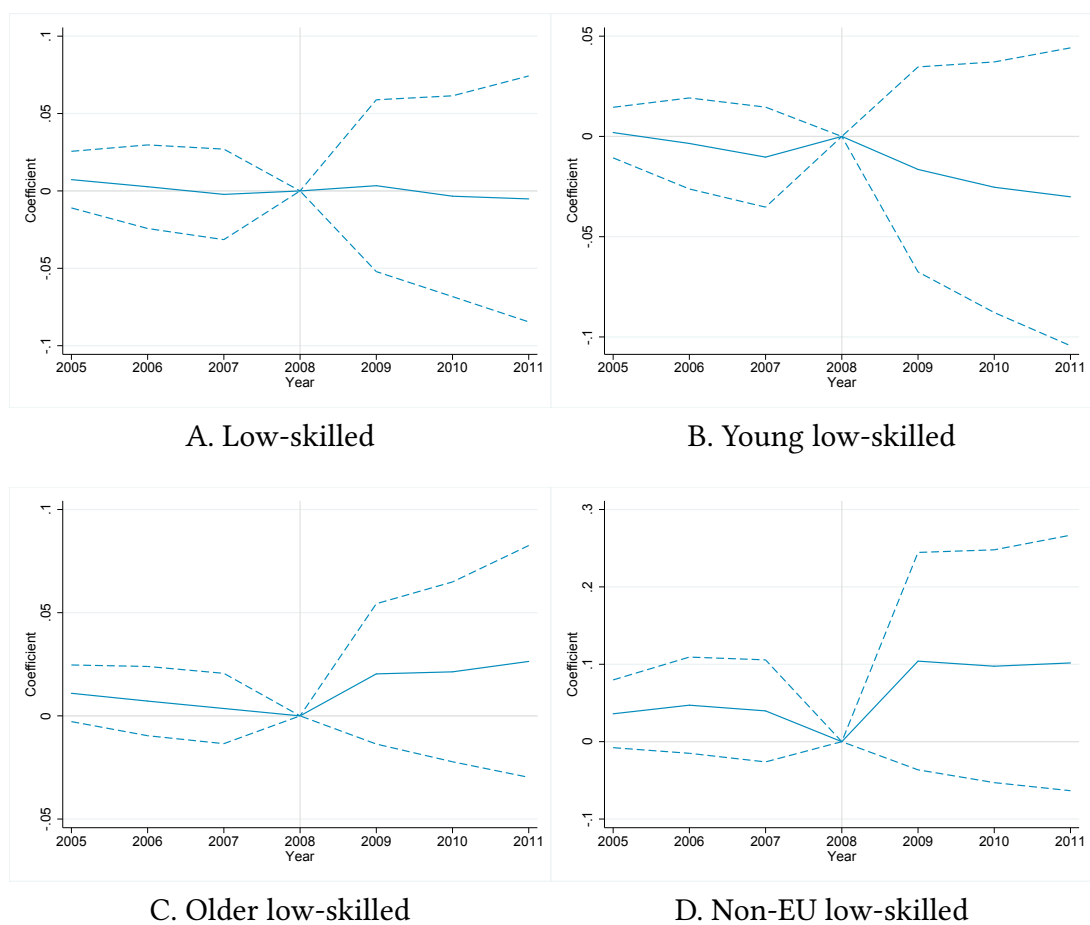 .1
.05
0
-.05
-.1
Coefficient
2005 2006 2007 2008 2009 2010 2011
Year
A. Low-skilled
.05
0
-.05
-.1
Coefficient
2005 2006 2007 2008 2009 2010 2011
Year
B. Young low-skilled
.1
.05
0
-.05
Coefficient
2005 2006 2007 2008 2009 2010 2011
Year
C. Older low-skilled
.3
.2
.1
0
-.1
Coefficient
2005 2006 2007 2008 2009 2010 2011
Year
D. Non-EU low-skilled